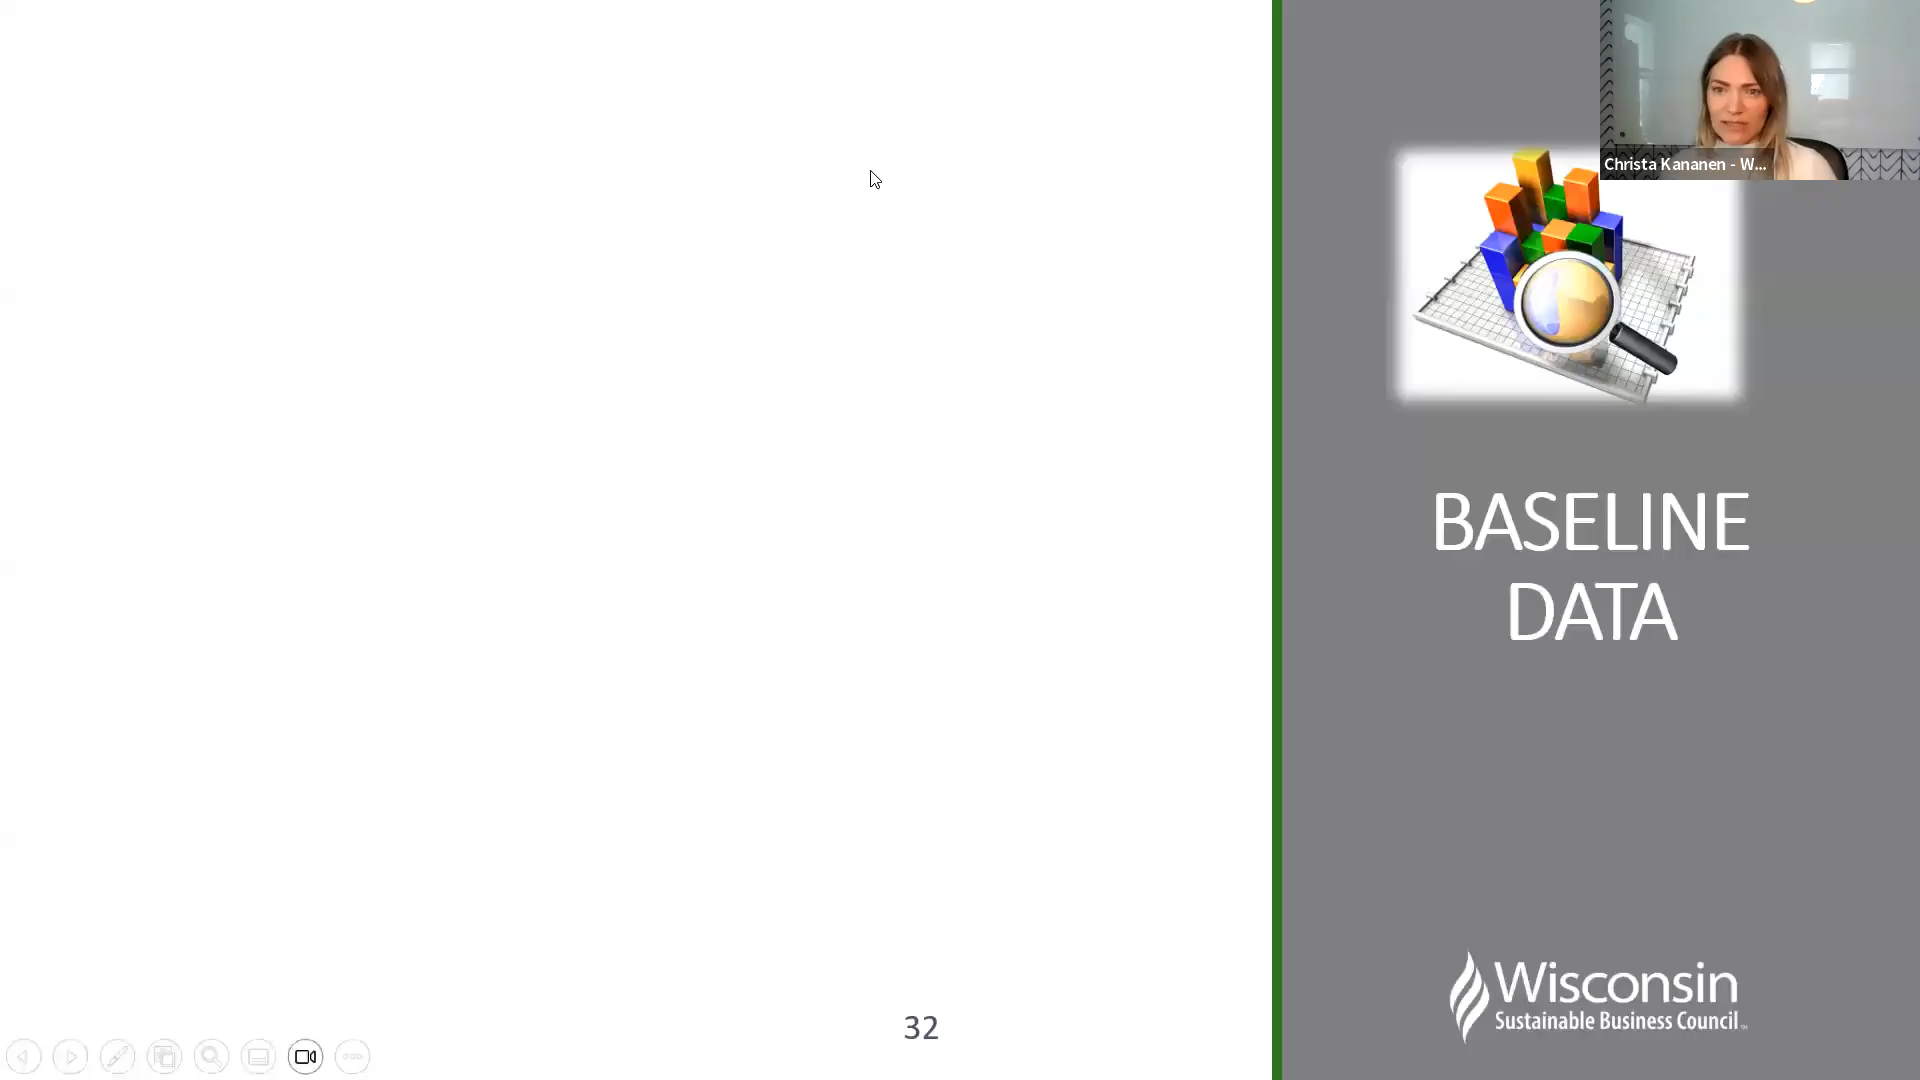 Christa Kananen - W...
BASELINE
DATA
Wisconsin
Sustainable Business Council
32